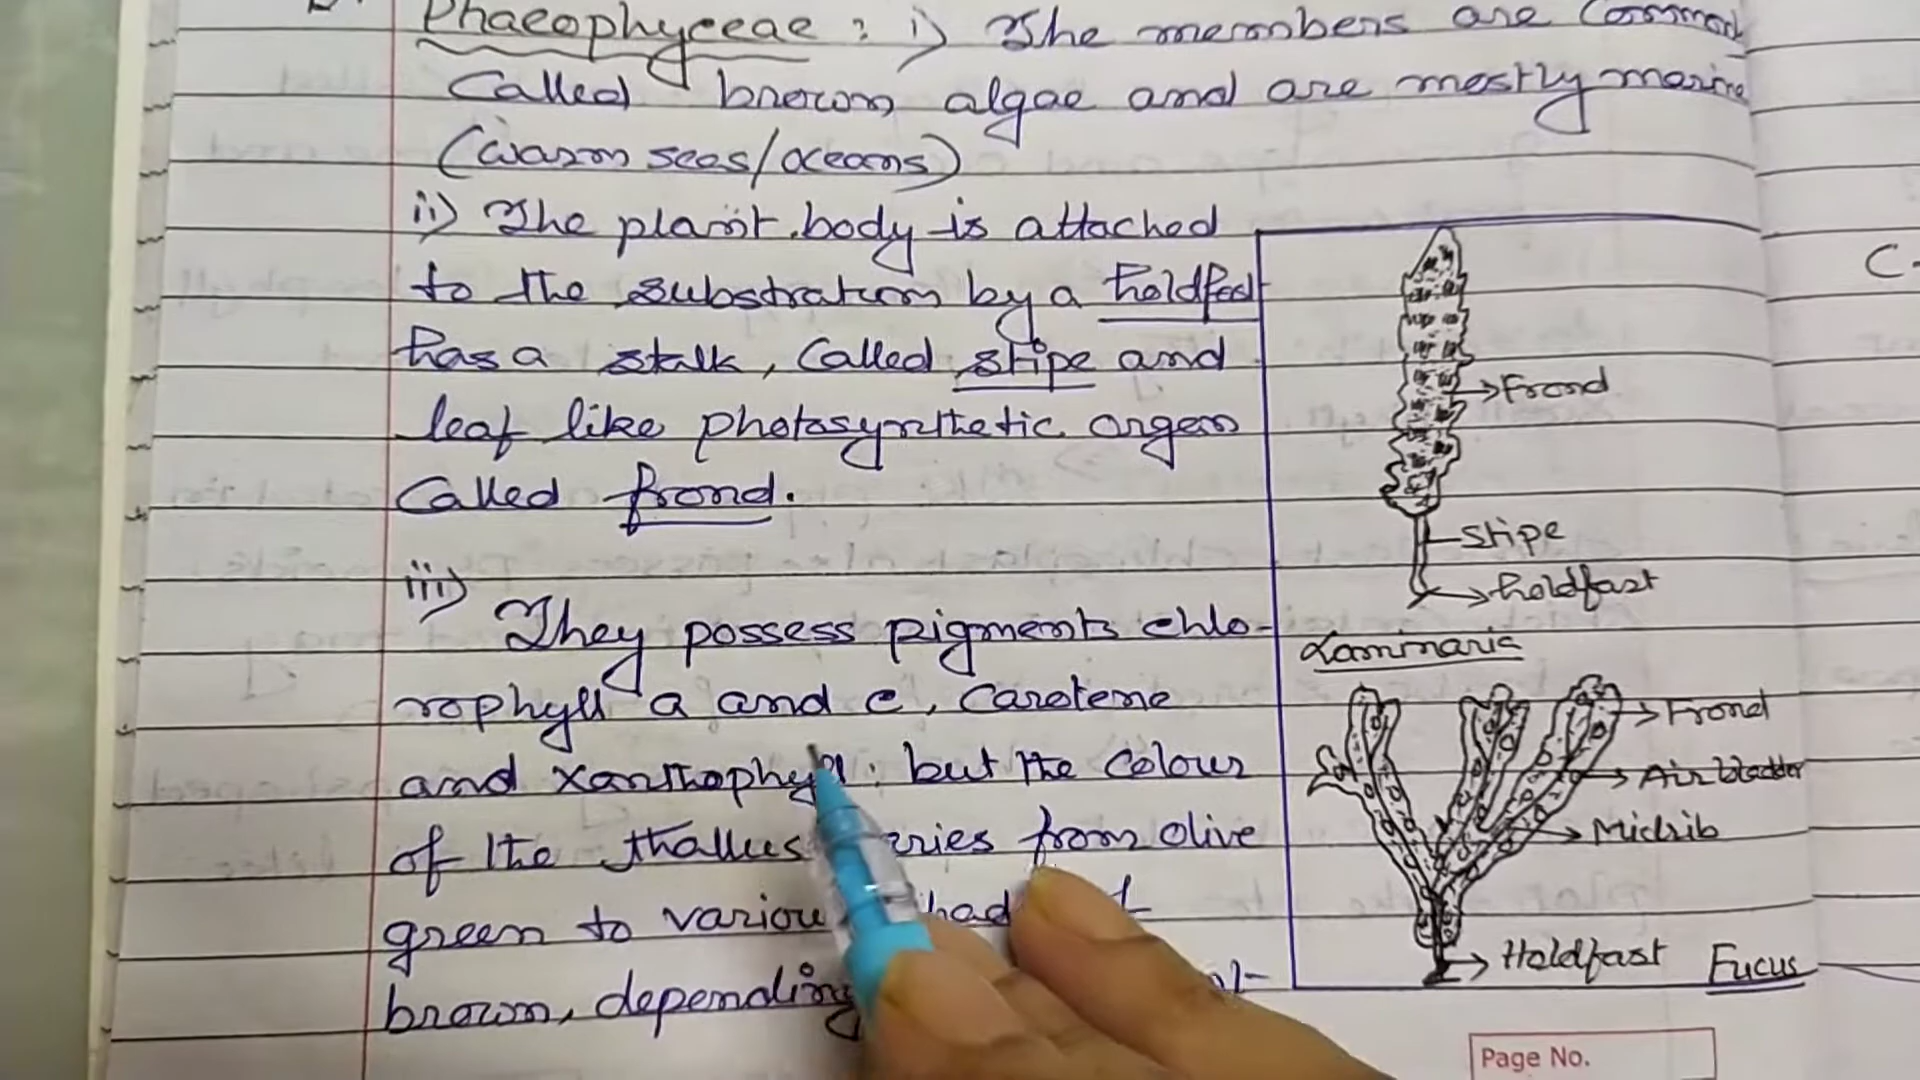 Phaeophyceae : i) The members are Common
Called brown algae and are mostly marine
(warm seas/oceans)
ii) The plant body is attached
to the substratum by a holdfast
has a stalk, Called stipe and
leaf like photosynthetic organ
Called frond.
iii) They possess pigments chlo-
rophyll a and c, Carotene
and xanthophyll. but the Colour
of the thallus varies from olive
green to
brown, depending
Frond
Stipe
holdfast
Laminaria
Frond
Air bladder
Midrib
Holdfast
Fucus
C-
Page No.